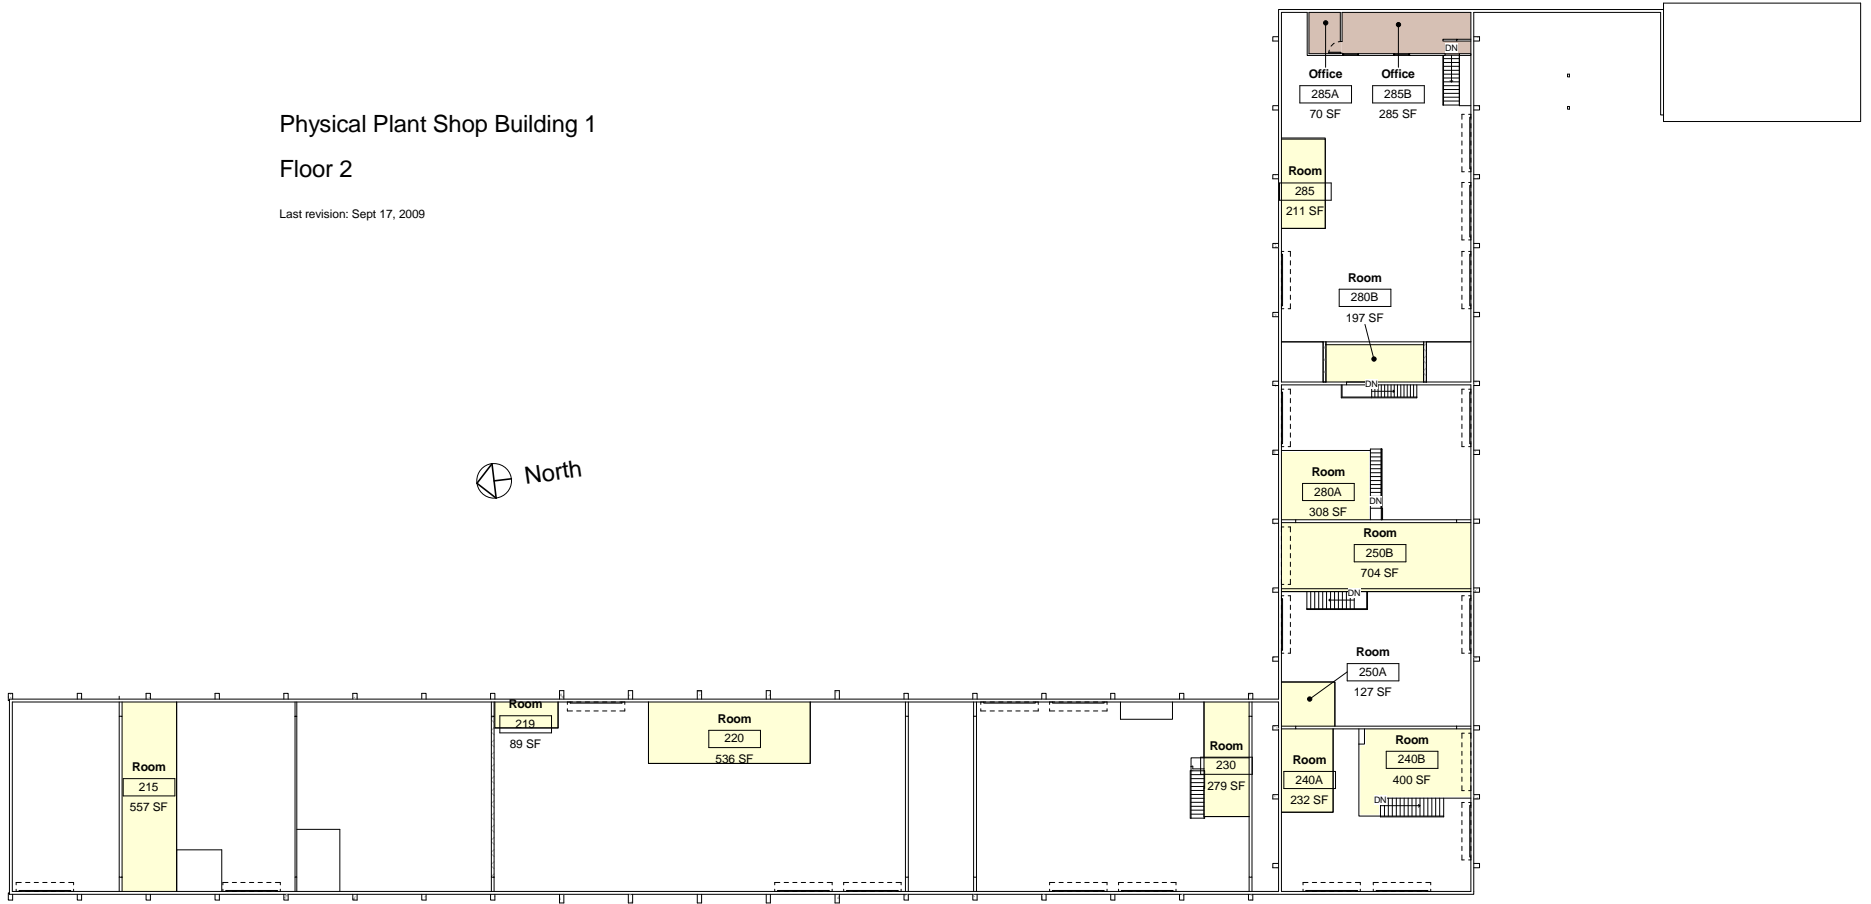 Physical Plant Shop Building 1
Floor 2
Last revision: Sept 17, 2009
North
DN
Office
285A
70 SF
Office
285B
285 SF
Room
285
211 SF
Room
280B
197 SF
DN
Room
280A
308 SF
DN
Room
250B
704 SF
DN
Room
250A
127 SF
Room
215
557 SF
Room
219
89 SF
Room
220
536 SF
Room
230
279 SF
Room
240A
232 SF
Room
240B
400 SF
DN